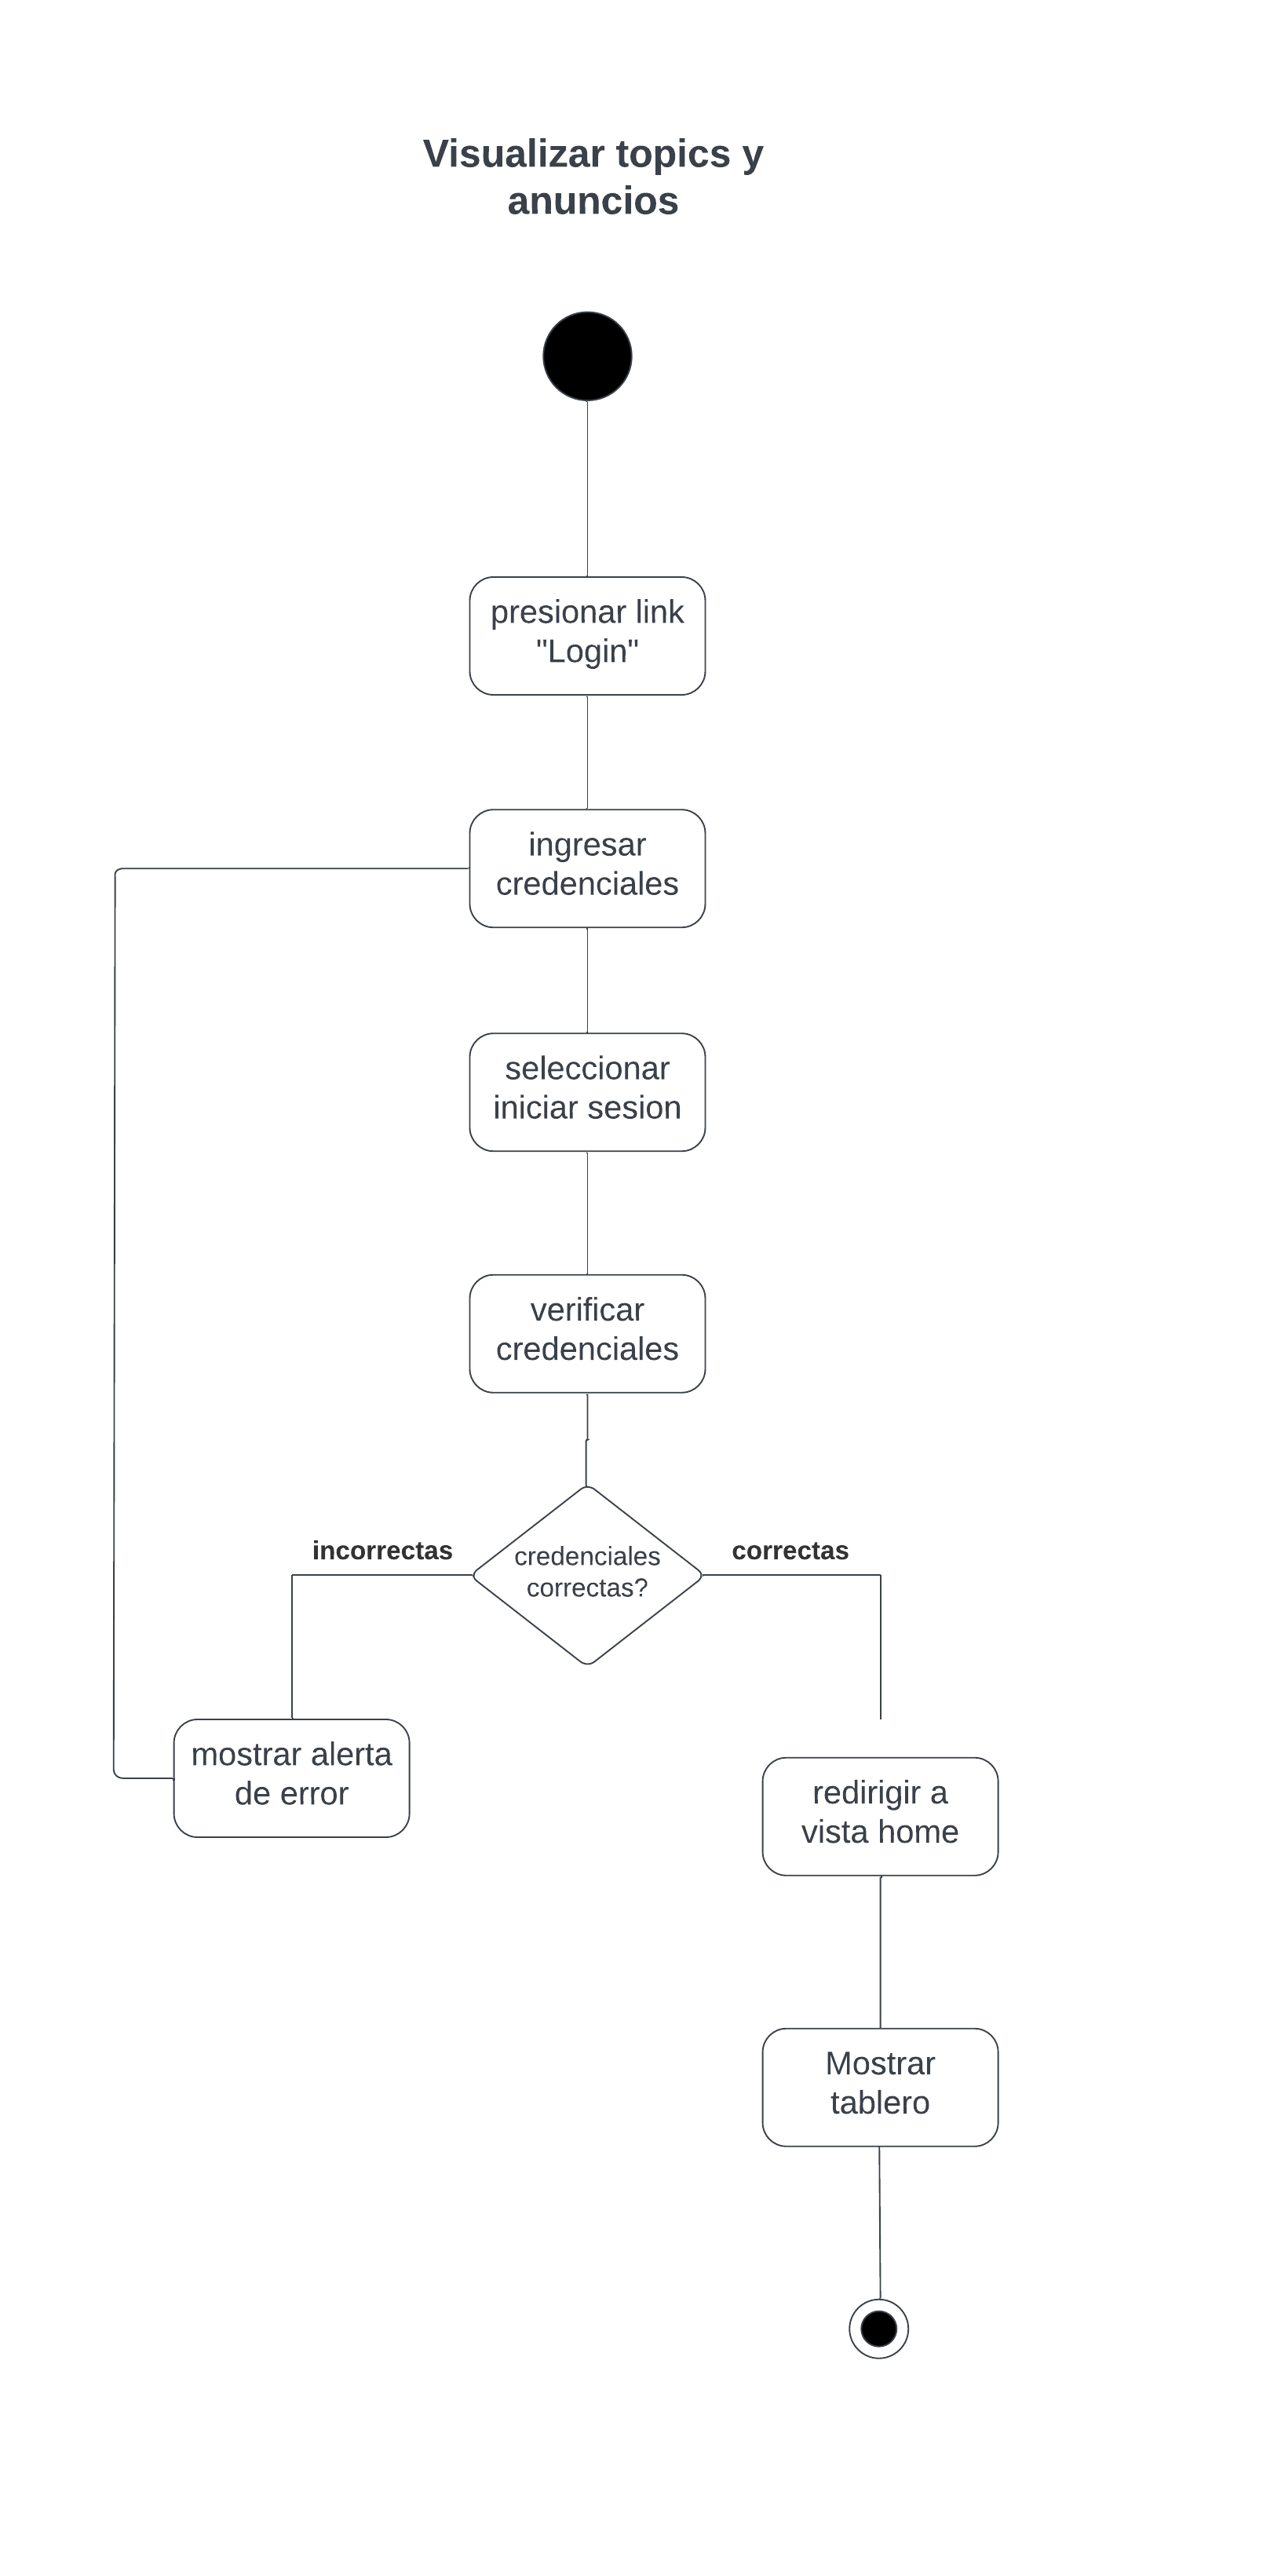 Visualizar topics y
anuncios
presionar link
"Login"
ingresar
credenciales
seleccionar
iniciar sesion
verificar
credenciales
incorrectas
credenciales
correctas?
correctas
mostrar alerta
de error
redirigir a
vista home
Mostrar
tablero